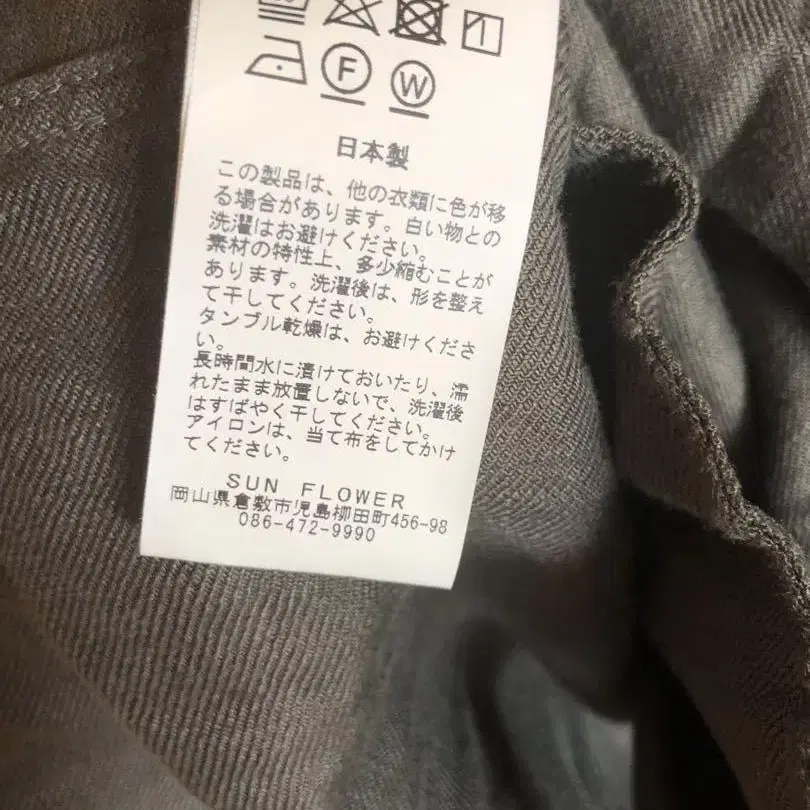 F
W
日本製
この製品は、他の衣類に色が移
る場合があります。白い物との
洗濯はお避けください。
素材の特性上、多少縮むことが
あります。洗濯後は、形を整え
て干してください。
タンブル乾燥は、お避けくださ
い。
長時間水に漬けておいたり、濡
れたまま放置しないで、洗濯後
はすばやく干してください。
アイロンは、当て布をしてかけ
てください。
SUN FLOWER
岡山県倉敷市児島柳田町456-98
086-472-9990